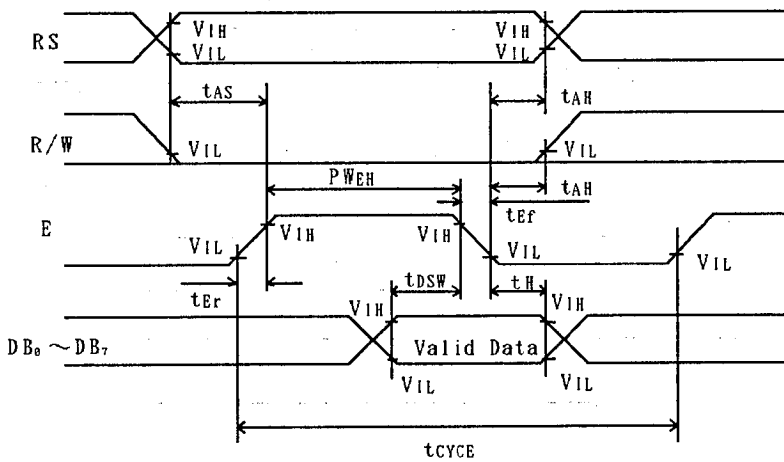 RS
VIH
VIL
VIH
VIL
tAS
tAH
R/W
VIL
VIL
PWEH
tAH
tEf
E
VIL
VIH
VIH
VIL
VIL
tEr
tDSW
tH
VIH
VIH
DB₀～DB₇
Valid Data
VIL
VIL
tCYCE